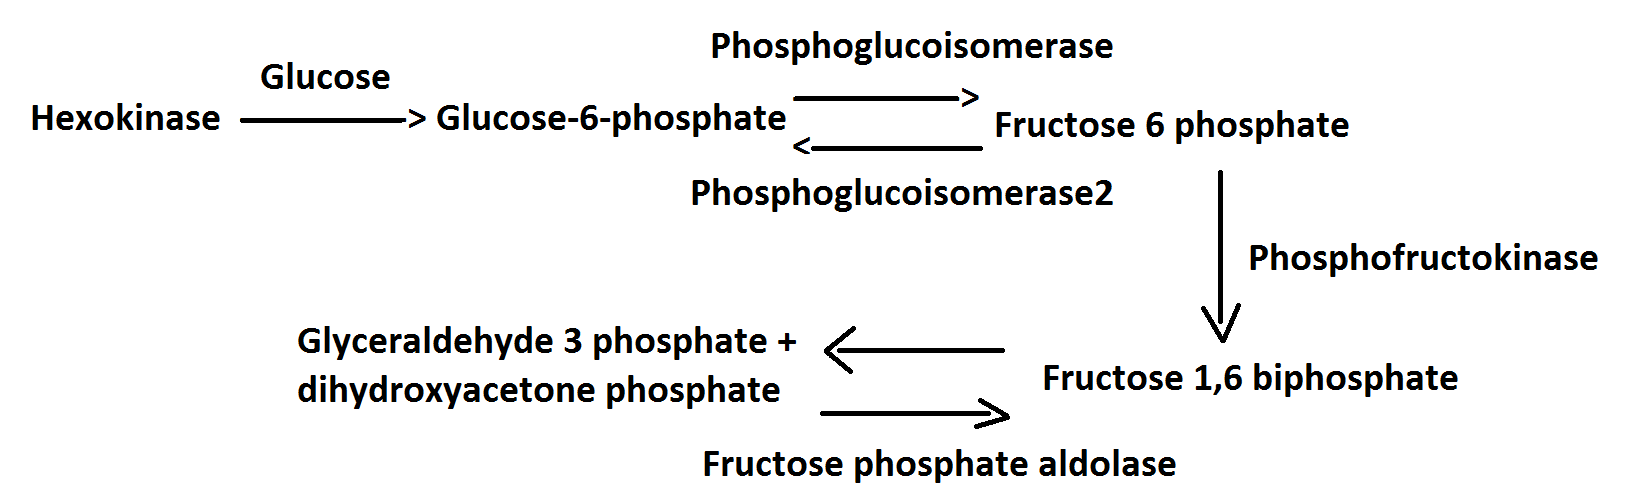 Phosphoglucoisomerase
Glucose
Hexokinase
Glucose-6-phosphate
Fructose 6 phosphate
Phosphoglucoisomerase2
Phosphofructokinase
Glyceraldehyde 3 phosphate +
dihydroxyacetone phosphate
Fructose 1,6 biphosphate
Fructose phosphate aldolase